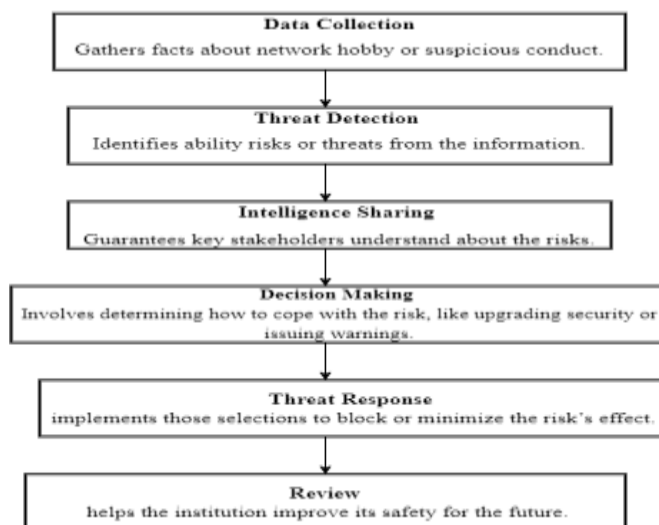 Data Collection
Gathers facts about network hobby or suspicious conduct.
Threat Detection
Identifies ability risks or threats from the information.
Intelligence Sharing
Guarantees key stakeholders understand about the risks.
Decision Making
Involves determining how to cope with the risk, like upgrading security or
issuing warnings.
Threat Response
implements those selections to block or minimize the risk's effect.
Review
helps the institution improve its safety for the future.